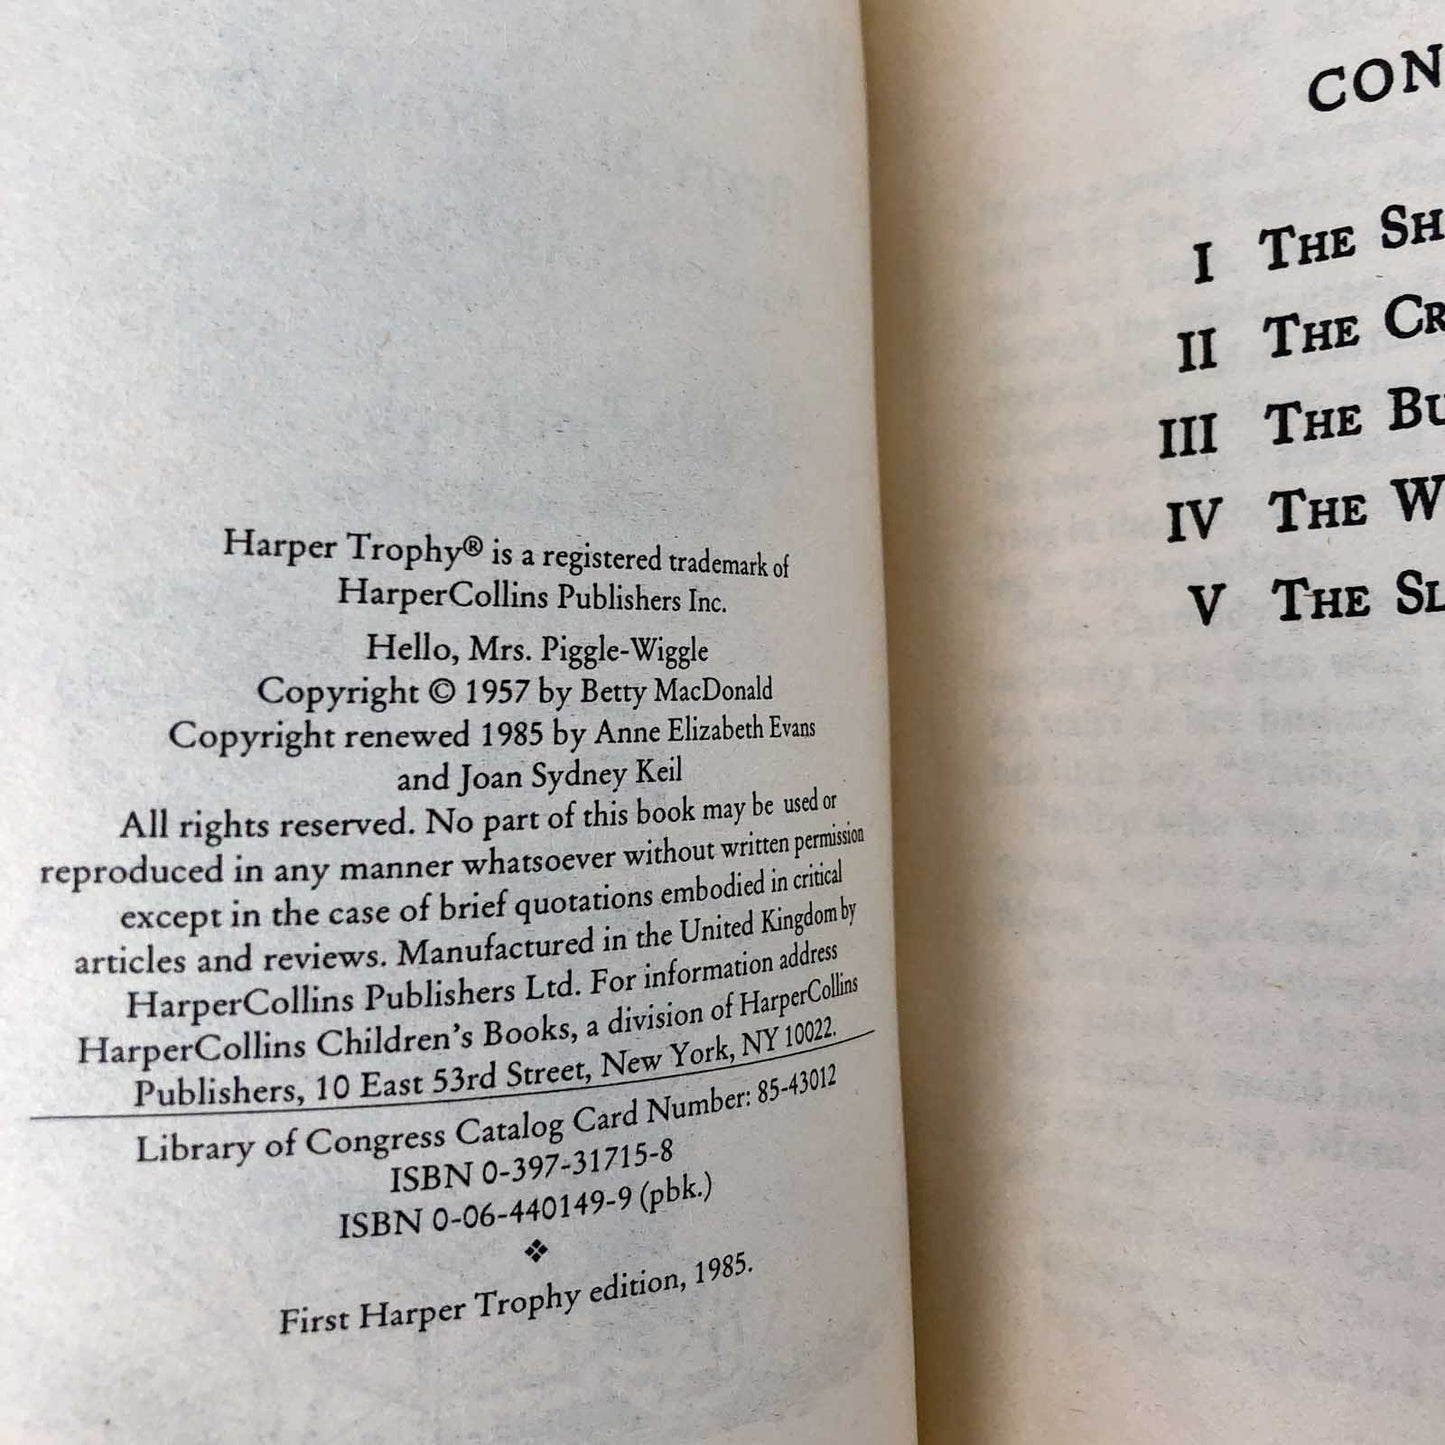 Harper Trophy® is a registered trademark of
HarperCollins Publishers Inc.
Hello, Mrs. Piggle-Wiggle
Copyright © 1957 by Betty MacDonald
Copyright renewed 1985 by Anne Elizabeth Evans
and Joan Sydney Keil
All rights reserved. No part of this book may be used or
reproduced in any manner whatsoever without written permission
except in the case of brief quotations embodied in critical
articles and reviews. Manufactured in the United Kingdom by
HarperCollins Publishers Ltd. For information address
HarperCollins Children's Books, a division of HarperCollins
Publishers, 10 East 53rd Street, New York, NY 10022.
Library of Congress Catalog Card Number: 85-43012
ISBN 0-397-31715-8
ISBN 0-06-440149-9 (pbk.)
❖
First Harper Trophy edition, 1985.
CON
I THE SH
II THE CR
III THE BU
IV THE W
V THE SL